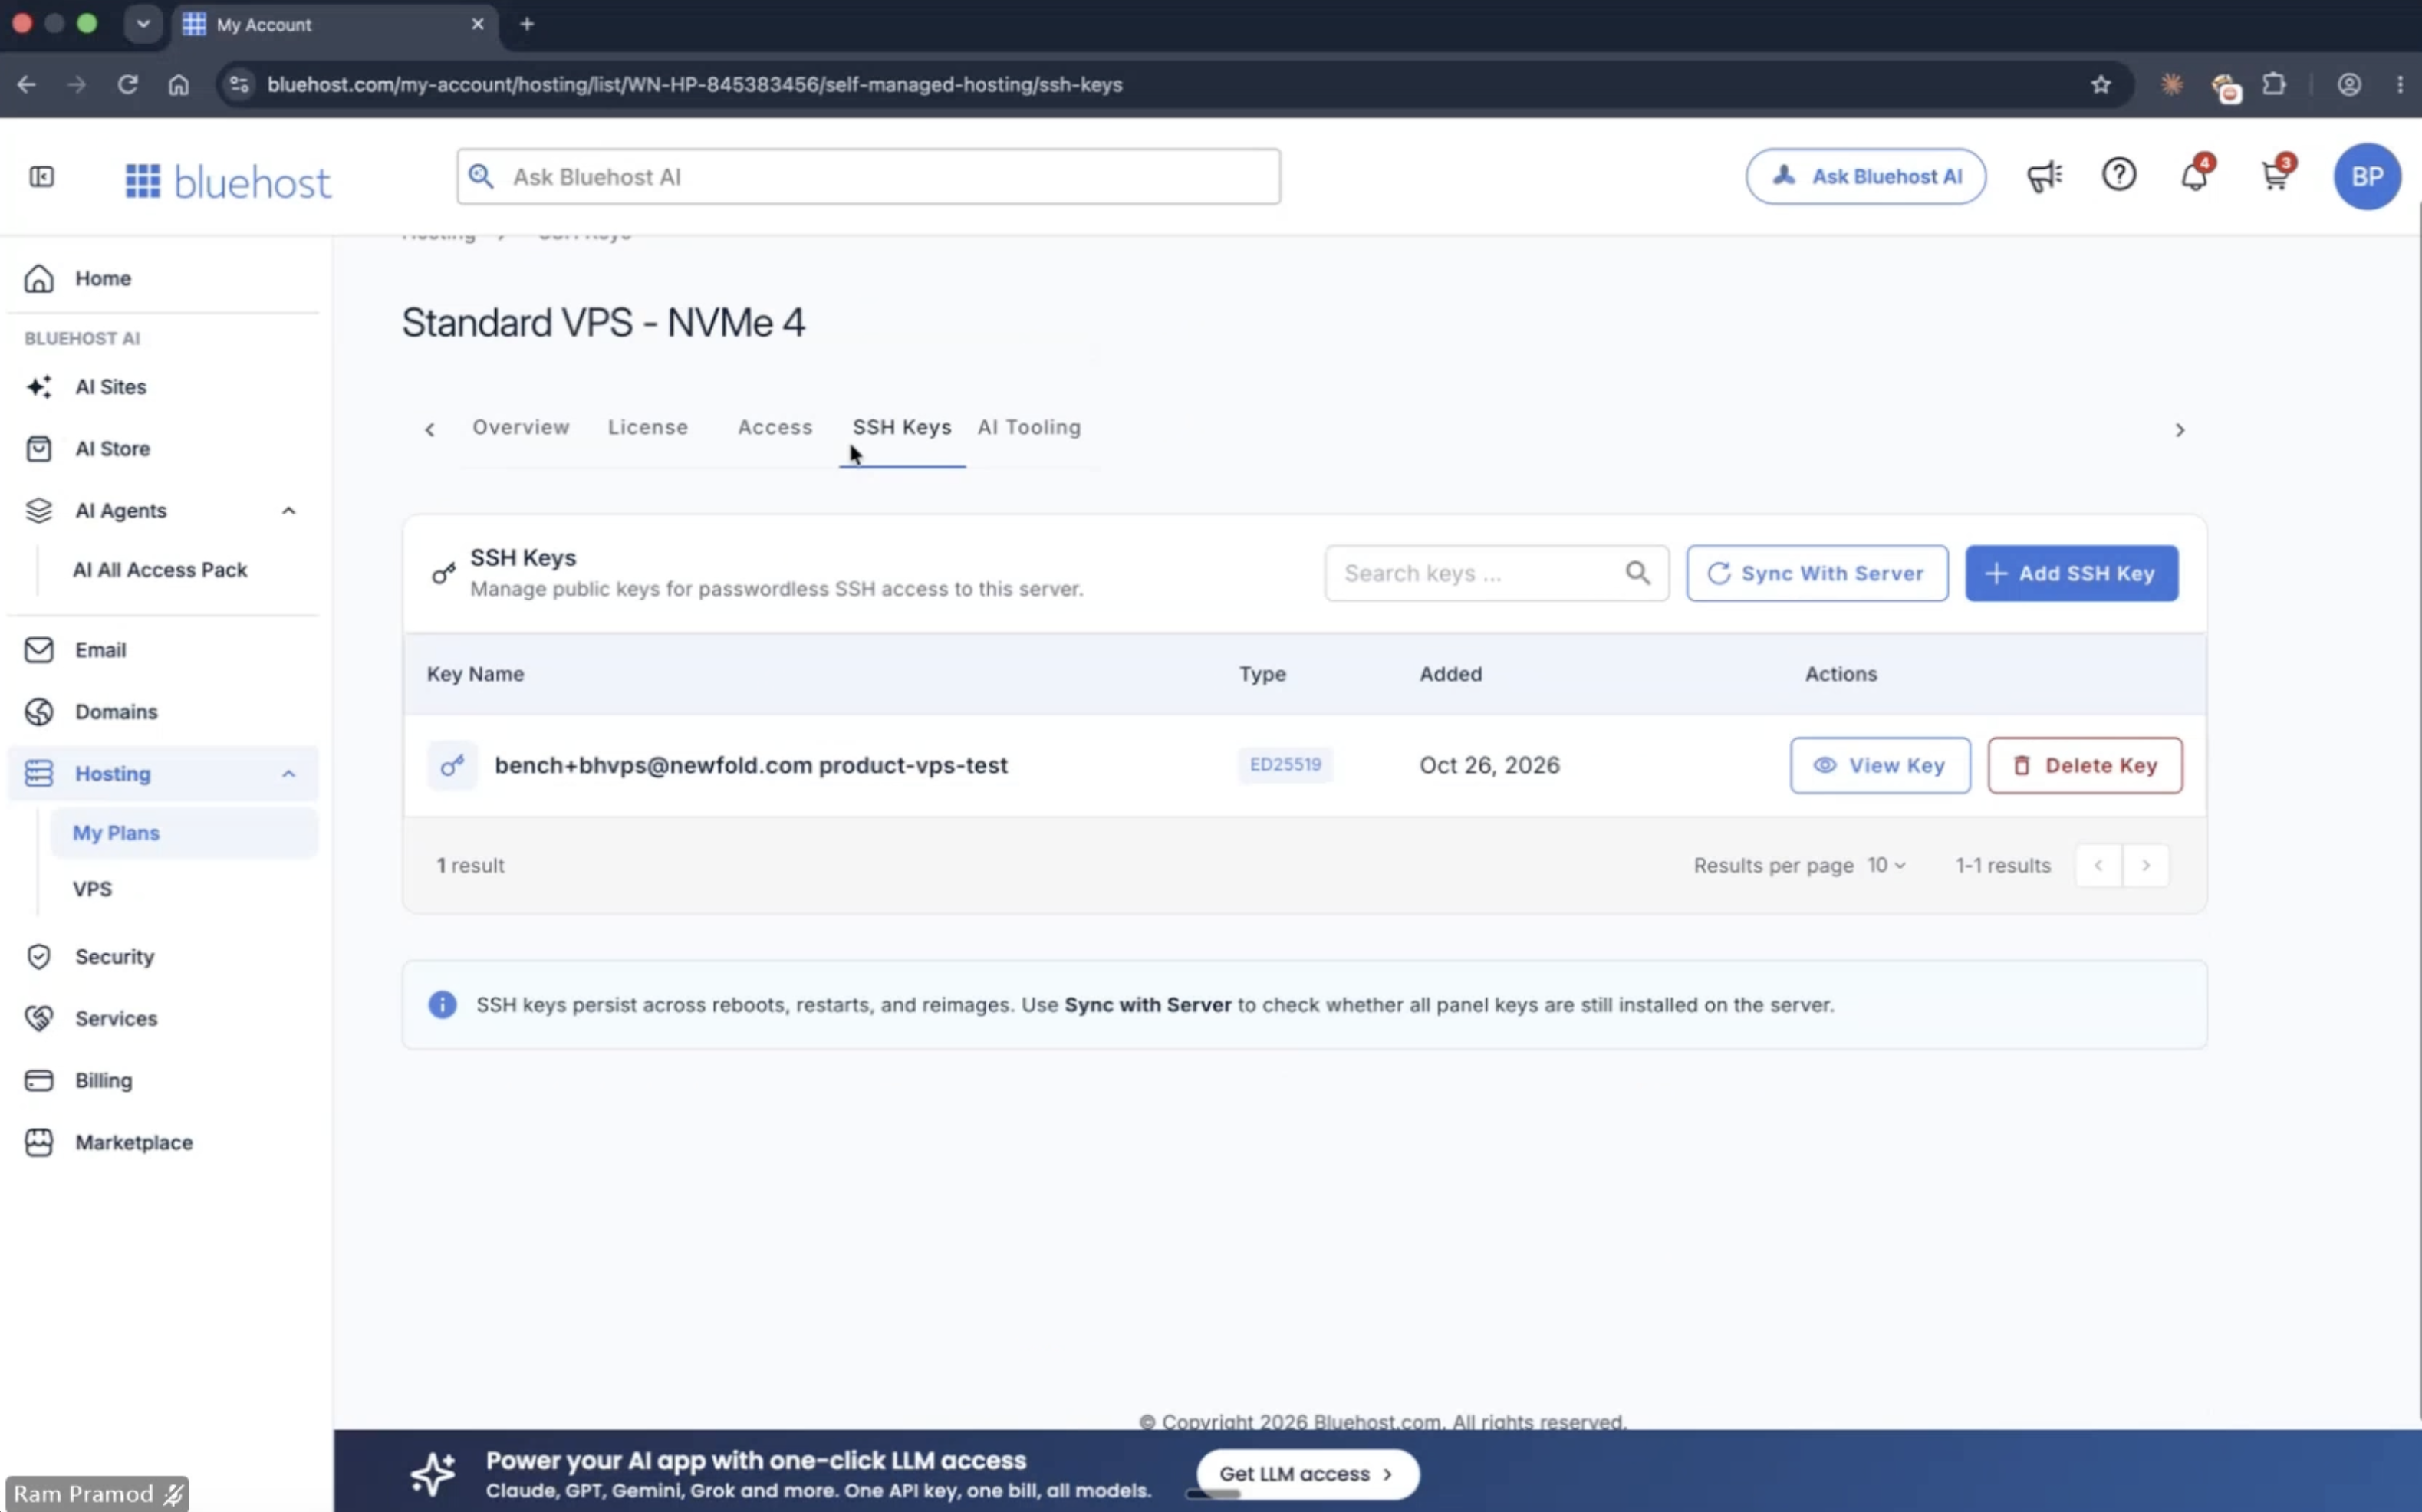 My Account
bluehost.com/my-account/hosting/list/WN-HP-845383456/self-managed-hosting/ssh-keys
bluehost
Ask Bluehost AI
Ask Bluehost AI
4
3
BP
Hosting > SSH Keys
Home
BLUEHOST AI
AI Sites
AI Store
AI Agents
AI All Access Pack
Email
Domains
Hosting
My Plans
VPS
Security
Services
Billing
Marketplace
Standard VPS - NVMe 4
Overview
License
Access
SSH Keys
AI Tooling
SSH Keys
Manage public keys for passwordless SSH access to this server.
Search keys ...
Sync With Server
+ Add SSH Key
Key Name
Type
Added
Actions
bench+bhvps@newfold.com product-vps-test
ED25519
Oct 26, 2026
View Key
Delete Key
1 result
Results per page 10
1-1 results
SSH keys persist across reboots, restarts, and reimages. Use Sync with Server to check whether all panel keys are still installed on the server.
© Copyright 2026 Bluehost.com. All rights reserved.
Power your AI app with one-click LLM access
Claude, GPT, Gemini, Grok and more. One API key, one bill, all models.
Get LLM access >
Ram Pramod